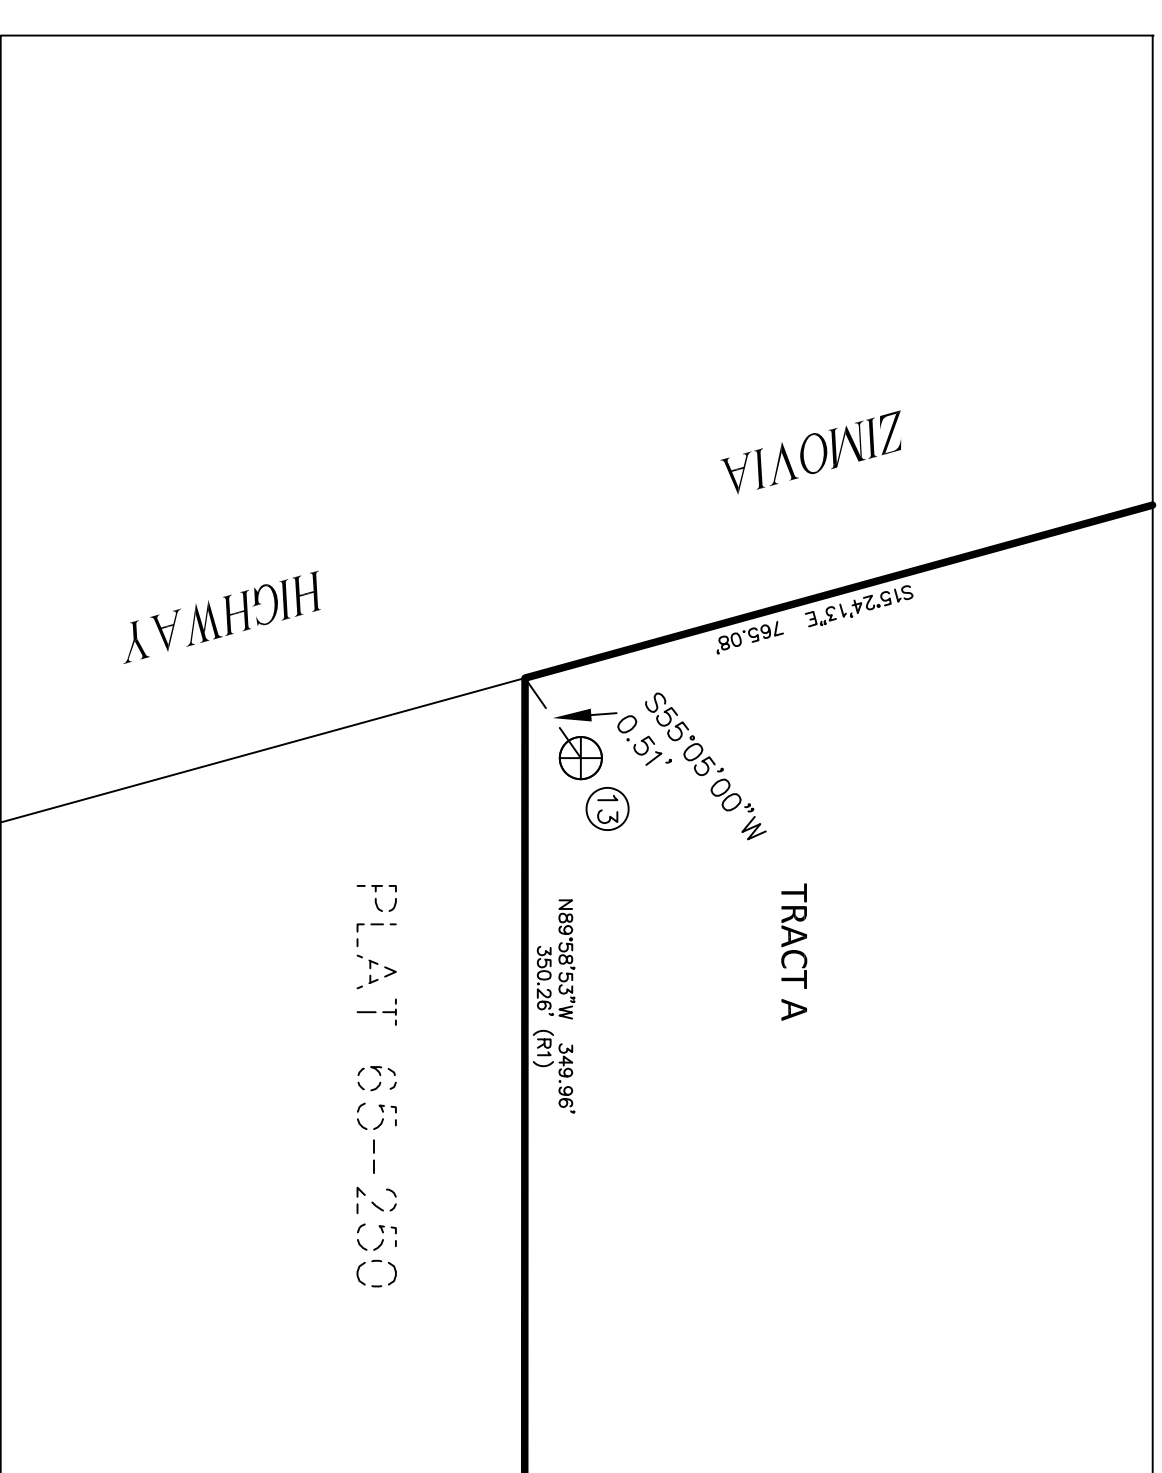 ZIMOVIA
HIGHWAY
S15°24'13"E 765.08'
S55°05'00"W
0.51'
13
TRACT A
N89°58'53"W 349.96'
350.26' (R1)
PLAT 65-250